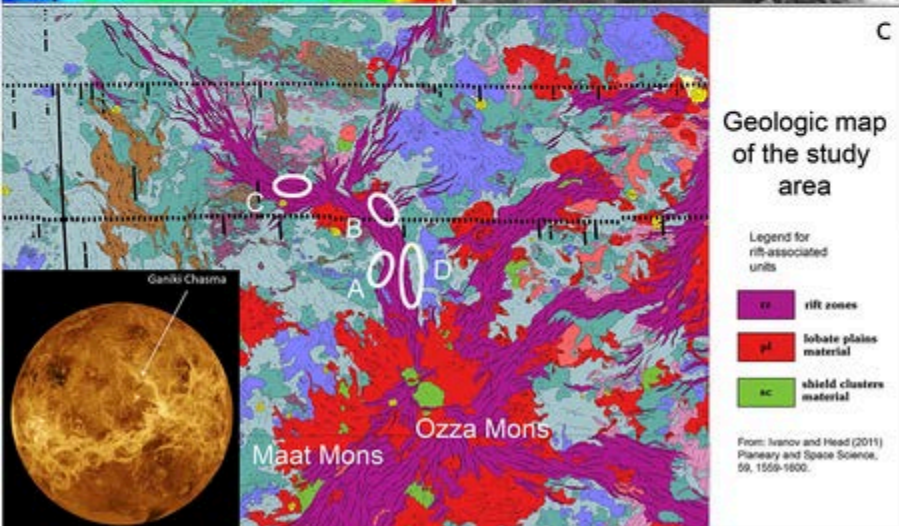 C
Geologic map
of the study
area
Legend for
rift-associated
units
rz
rift zones
pl
lobate plains
material
sc
shield clusters
material
From: Ivanov and Head (2011)
Planeary and Space Science,
59, 1559-1600.
C
B
A
D
Ganiki Chasma
Ozza Mons
Maat Mons